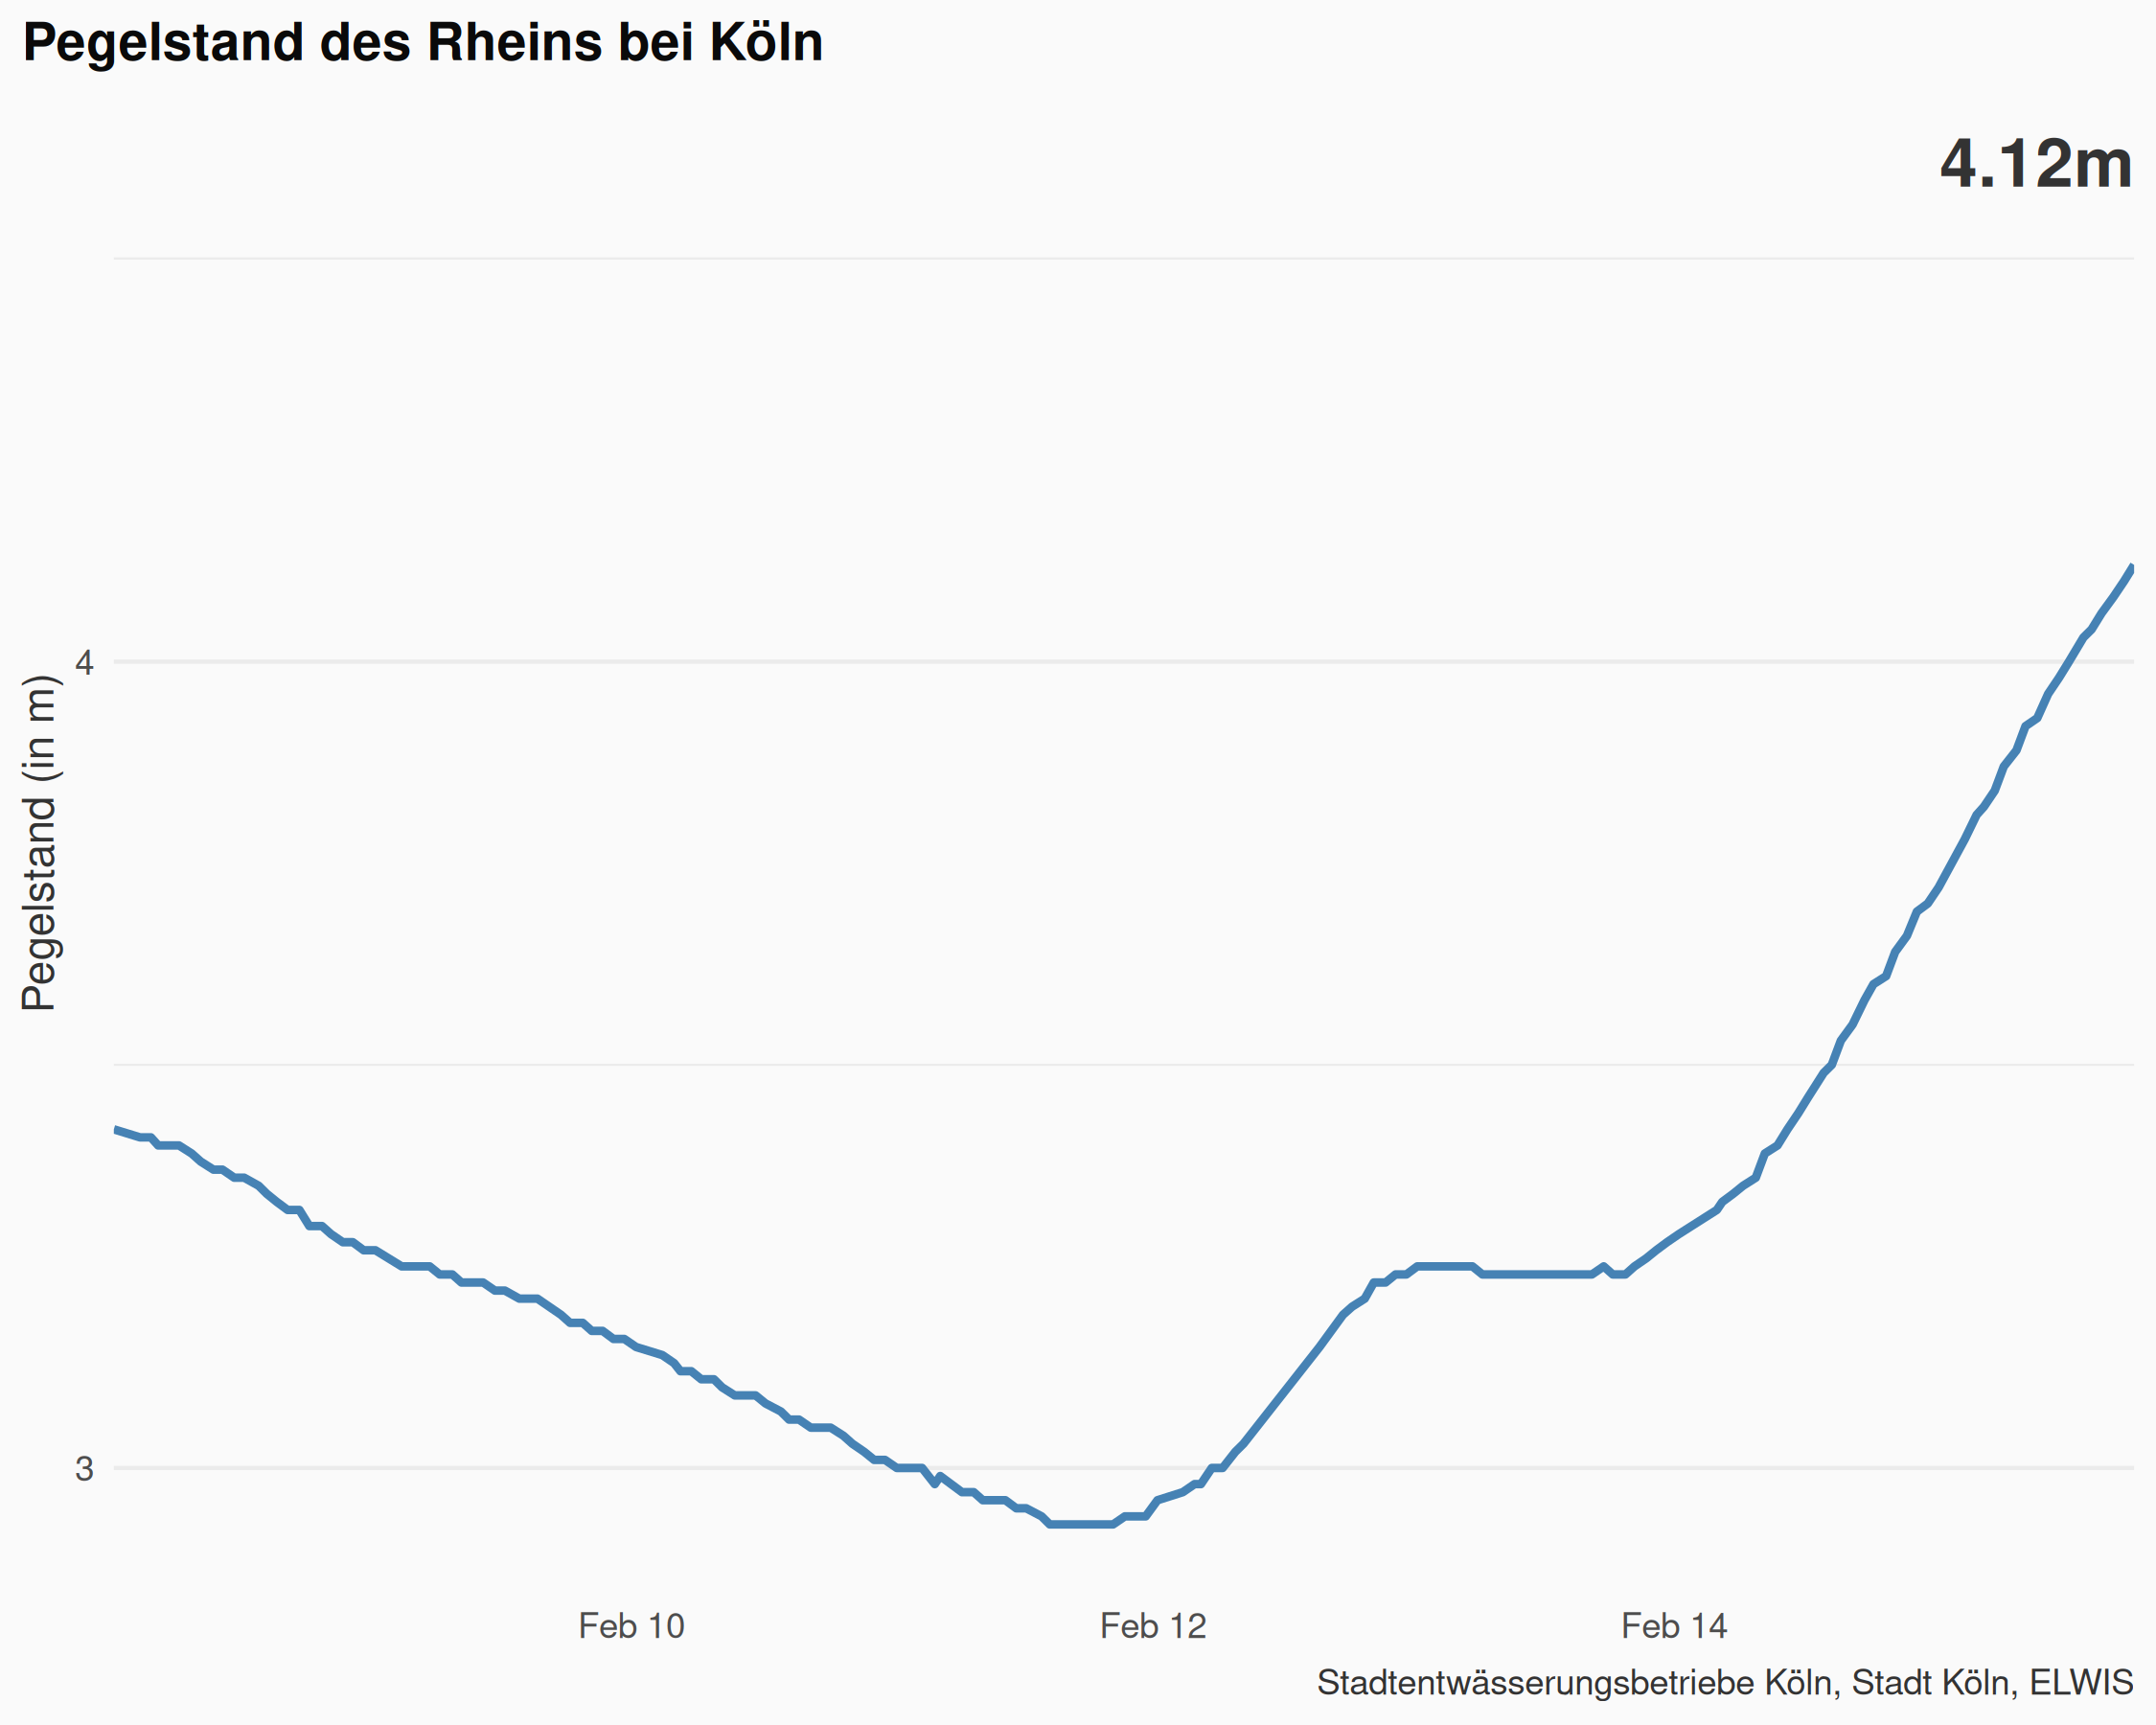 Pegelstand des Rheins bei Köln
4.12m
Pegelstand (in m)
4
3
Feb 10
Feb 12
Feb 14
Stadtentwässerungsbetriebe Köln, Stadt Köln, ELWIS